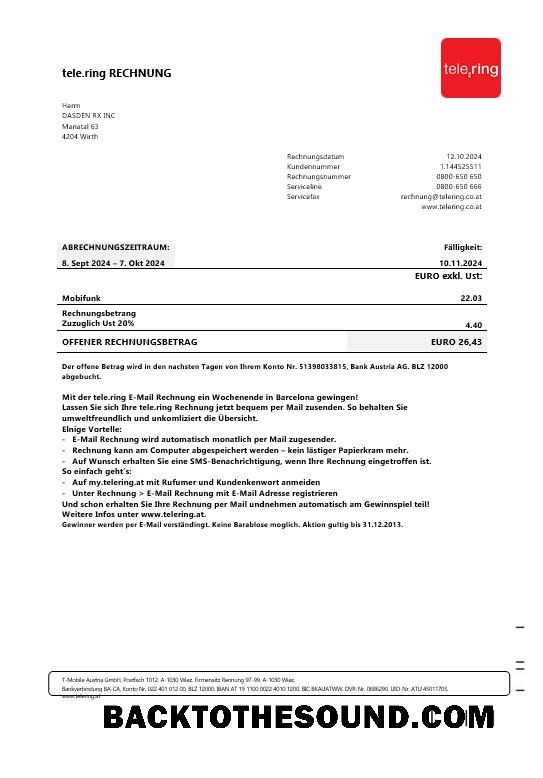 tele.ring RECHNUNG
tele.ring
Herrn
DASDEN RX INC
Mariatal 63
4204 Wirth
Rechnungsdatum 12.10.2024
Kundennummer 1.144525511
Rechnungsnummer 0800-650 650
Serviceline 0800-650 666
Servicefax rechnung@telering.co.at
www.telering.co.at
ABRECHNUNGSZEITRAUM: Fälligkeit:
8. Sept 2024 – 7. Okt 2024 10.11.2024
EURO exkl. Ust:
Mobifunk 22.03
Rechnungsbetrang
Zuzuglich Ust 20% 4.40
OFFENER RECHNUNGSBETRAG EURO 26,43
Der offene Betrag wird in den nachsten Tagen von Ihrem Konto Nr. 51398033815, Bank Austria AG. BLZ 12000
abgebucht.
Mit der tele.ring E-Mail Rechnung ein Wochenende in Barcelona gewingen!
Lassen Sie sich Ihre tele.ring Rechnung jetzt bequem per Mail zusenden. So behalten Sie
umweltfreundlich und unkomliziert die Übersicht.
Elnige Vorteile:
- E-Mail Rechnung wird automatisch monatlich per Mail zugesender.
- Rechnung kann am Computer abgespeichert werden – kein lästiger Papierkram mehr.
- Auf Wunsch erhalten Sie eine SMS-Benachrichtigung, wenn Ihre Rechnung eingetroffen ist.
So einfach geht's:
- Auf my.telering.at mit Rufumer und Kundenkenwort anmeiden
- Unter Rechnung > E-Mail Rechnung mit E-Mail Adresse registrieren
Und schon erhalten Sie Ihre Rechnung per Mail undnehmen automatisch am Gewinnspiel teil!
Weitere Infos unter www.telering.at.
Gewinner werden per E-Mail verständingt. Keine Barablose moglich. Aktion gultig bis 31.12.2013.
T-Mobile Austria GmbH, Postfach 1012. A-1030 Wiez. Firmensitz Rennung 97-99. A-1030 Wiez.
Bankverbindung BA-CA, Konto Nr. 022 401 012 00, BLZ 12000, IBAN AT 19 1100 0022 4010 1200. BIC BKAUATWW. DVR-Nr. 0686290. UID-Nr. ATU 45011703.
www.telering.at
BACKTOTHESOUND.COM